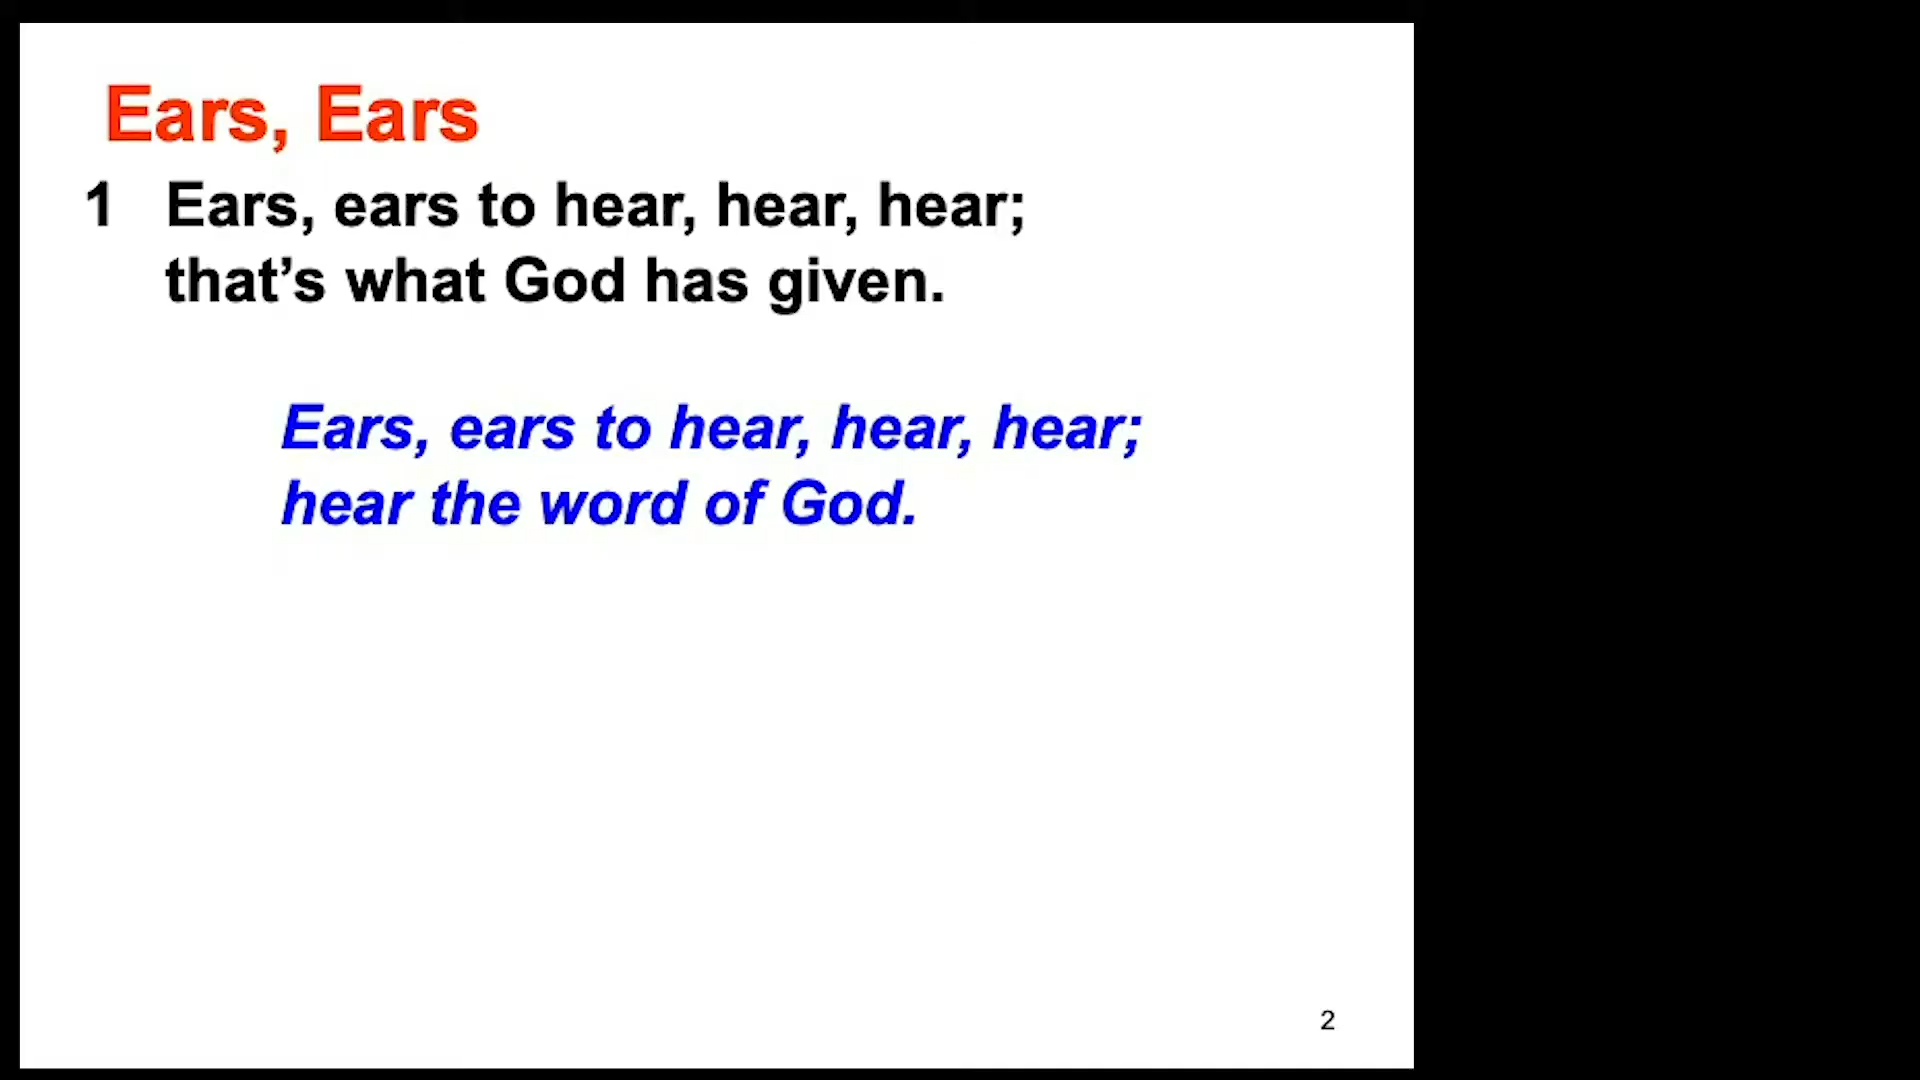 Ears, Ears
1 Ears, ears to hear, hear, hear;
that’s what God has given.
Ears, ears to hear, hear, hear;
hear the word of God.
2